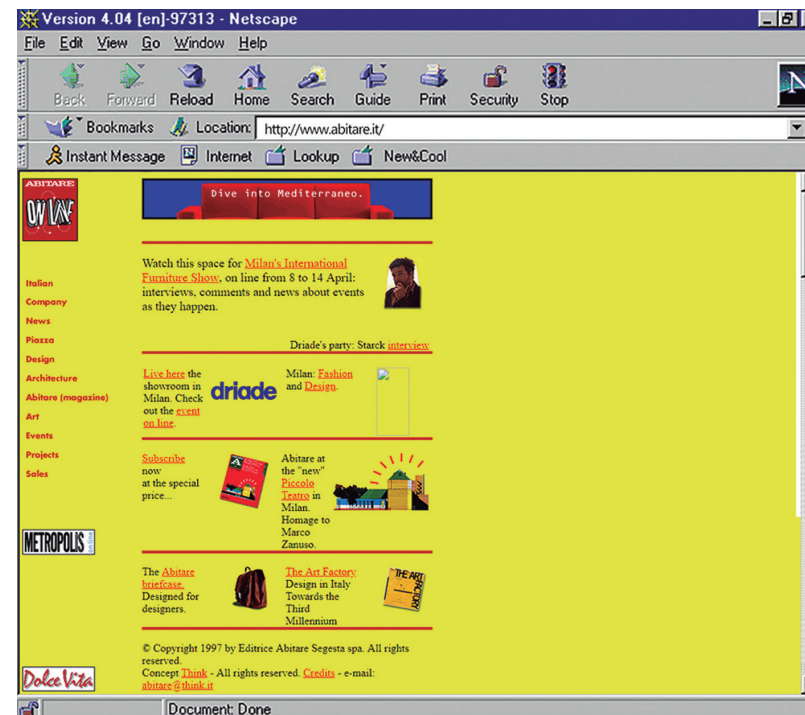 Version 4.04 [en]-97313 - Netscape
File Edit View Go Window Help
Back Forward Reload Home Search Guide Print Security Stop
N
Bookmarks Location: http://www.abitare.it/
Instant Message Internet Lookup New&Cool
ABITARE
ON LINE
Italian
Company
News
Piazza
Design
Architecture
Abitare (magazine)
Art
Events
Projects
Sales
METROPOLIS
Dolce Vita
Dive into Mediterraneo.
Watch this space for Milan's International
Furniture Show, on line from 8 to 14 April:
interviews, comments and news about events
as they happen.
Driade's party: Starck interview
Live here the
showroom in
Milan. Check
out the event
on line.
driade
Milan: Fashion
and Design.
Subscribe
now
at the special
price...
Abitare at
the "new"
Piccolo
Teatro in
Milan.
Homage to
Marco
Zanuso.
The Abitare
briefcase.
Designed for
designers.
The Art Factory
Design in Italy
Towards the
Third
Millennium
THE ART
FACTORY
© Copyright 1997 by Editrice Abitare Segesta spa. All rights
reserved.
Concept Think - All rights reserved. Credits - e-mail:
abitare@think.it
Document: Done